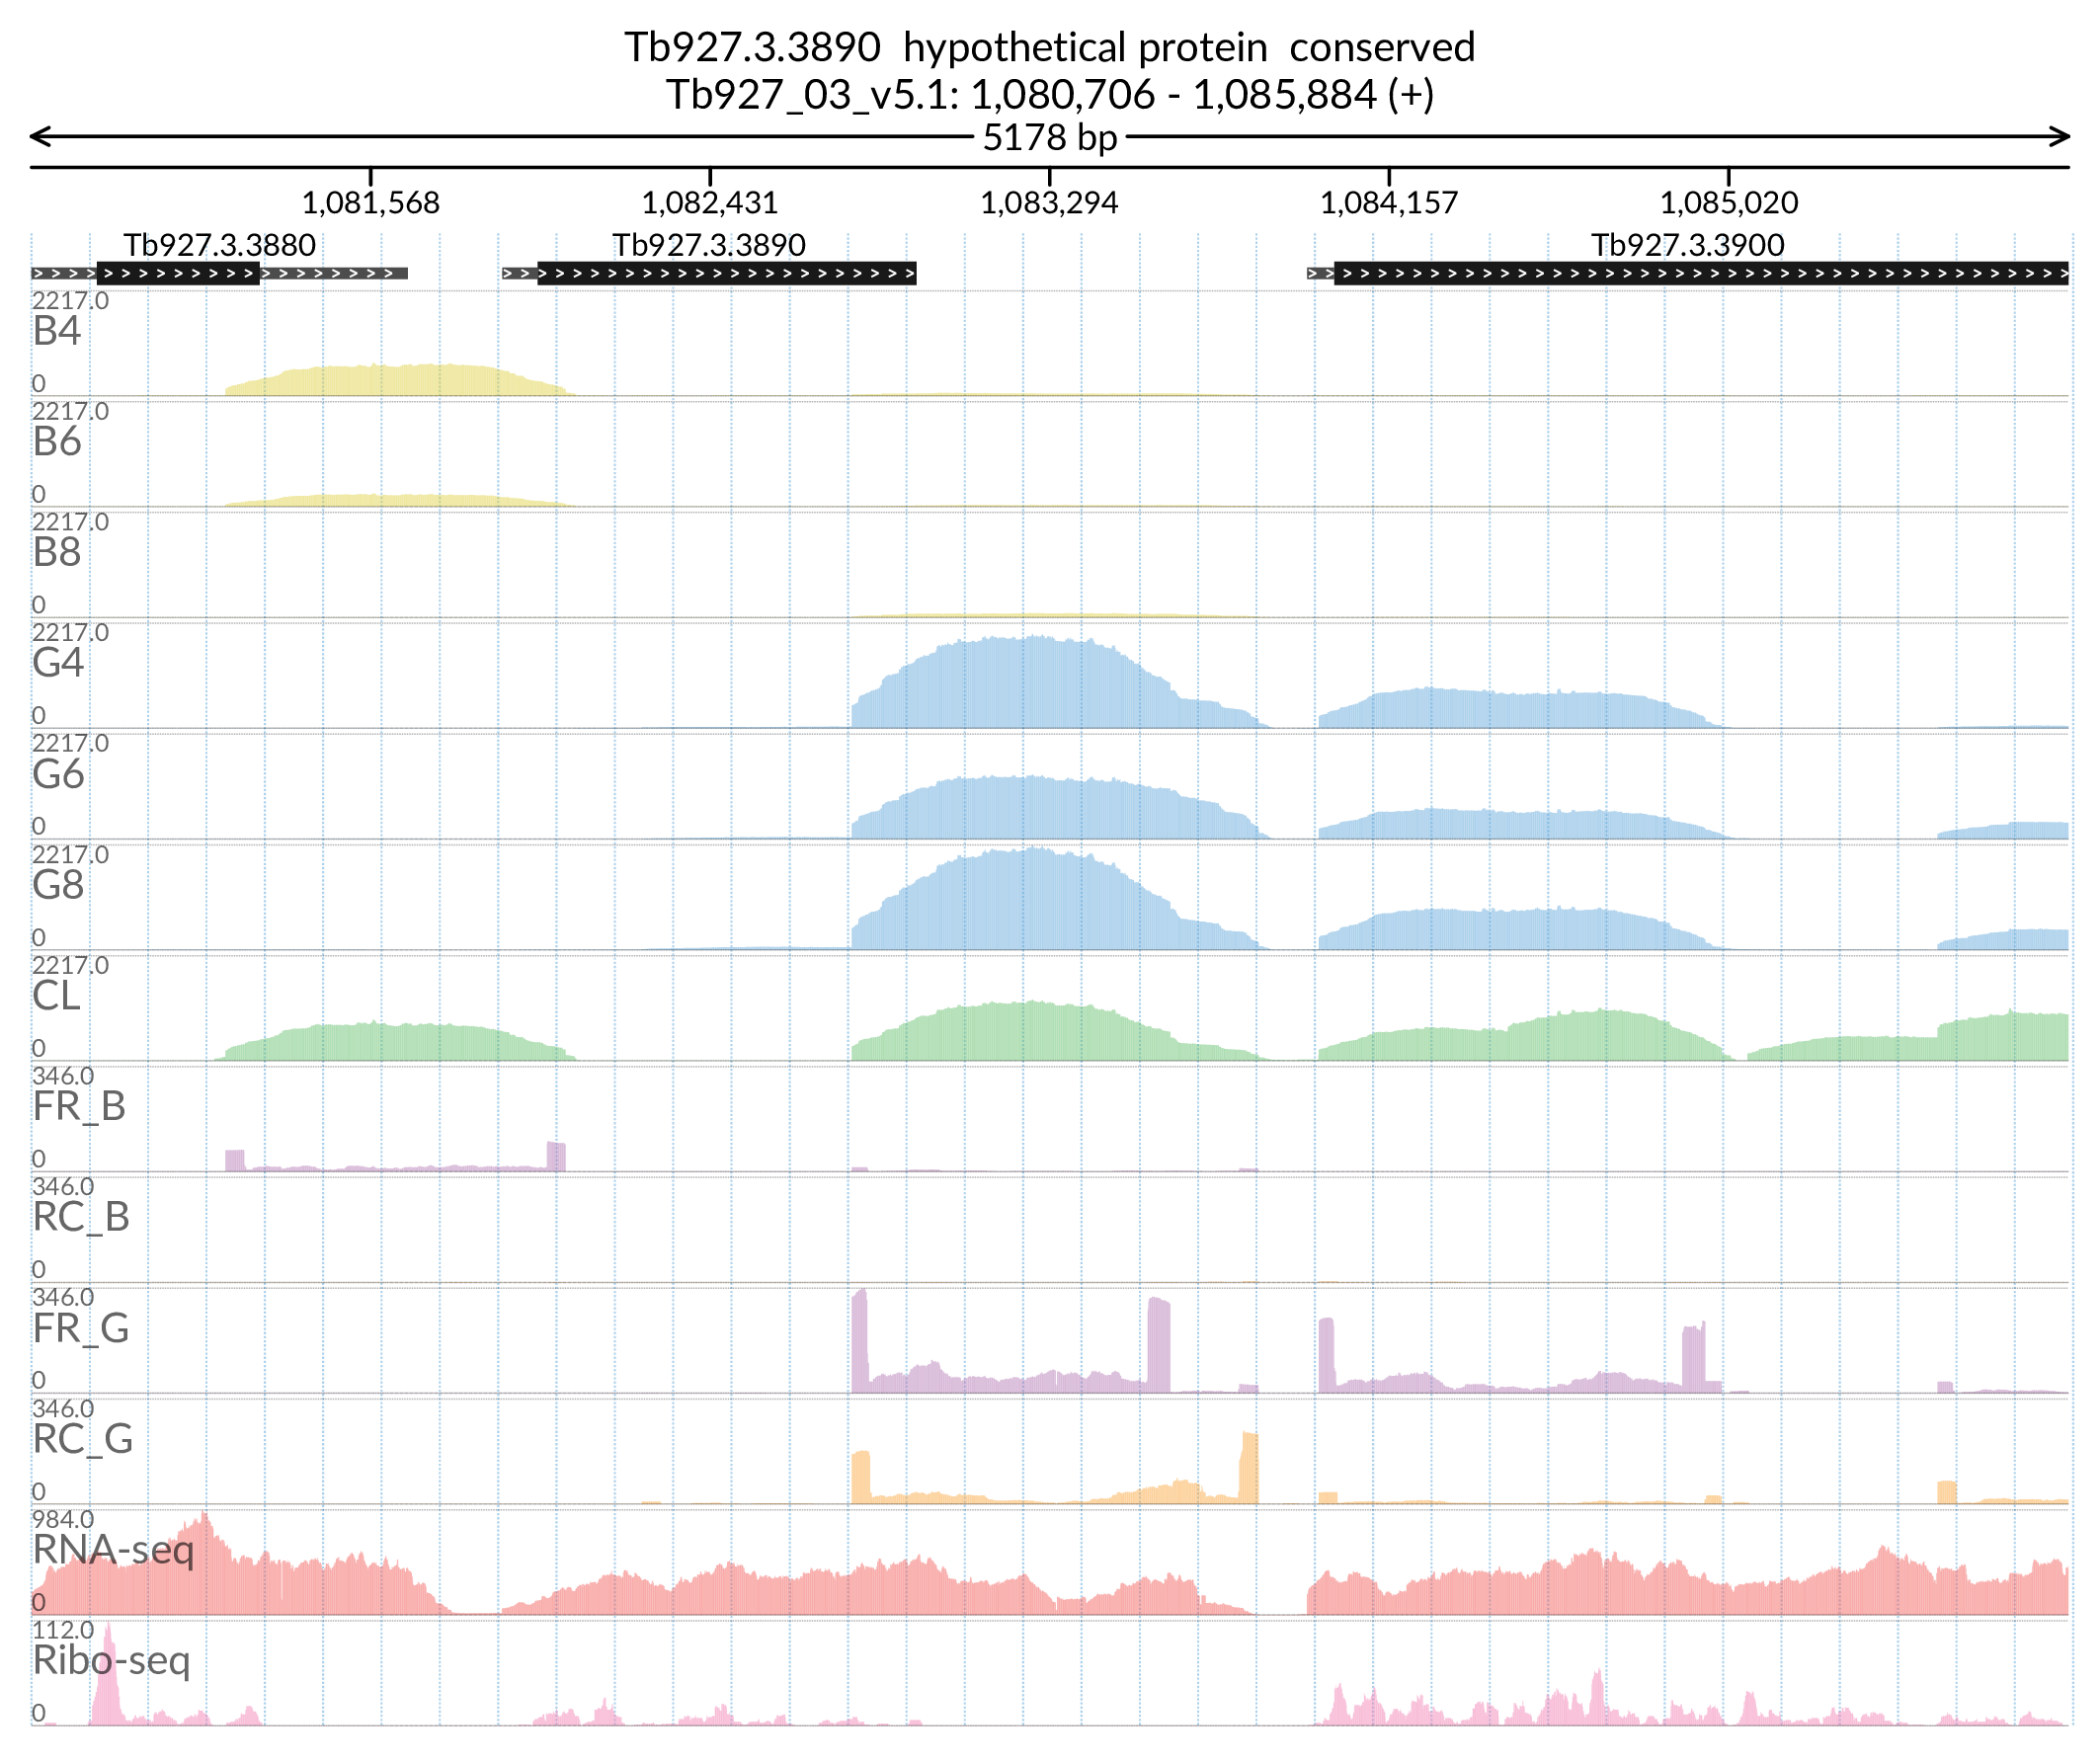 Tb927.3.3890  hypothetical protein  conserved
Tb927_03_v5.1: 1,080,706 - 1,085,884 (+)
5178 bp
1,081,568 1,082,431 1,083,294 1,084,157 1,085,020
Tb927.3.3880 Tb927.3.3890 Tb927.3.3900
2217.0
B4
0
2217.0
B6
0
2217.0
B8
0
2217.0
G4
0
2217.0
G6
0
2217.0
G8
0
2217.0
CL
0
346.0
FR_B
0
346.0
RC_B
0
346.0
FR_G
0
346.0
RC_G
0
984.0
RNA-seq
0
112.0
Ribo-seq
0